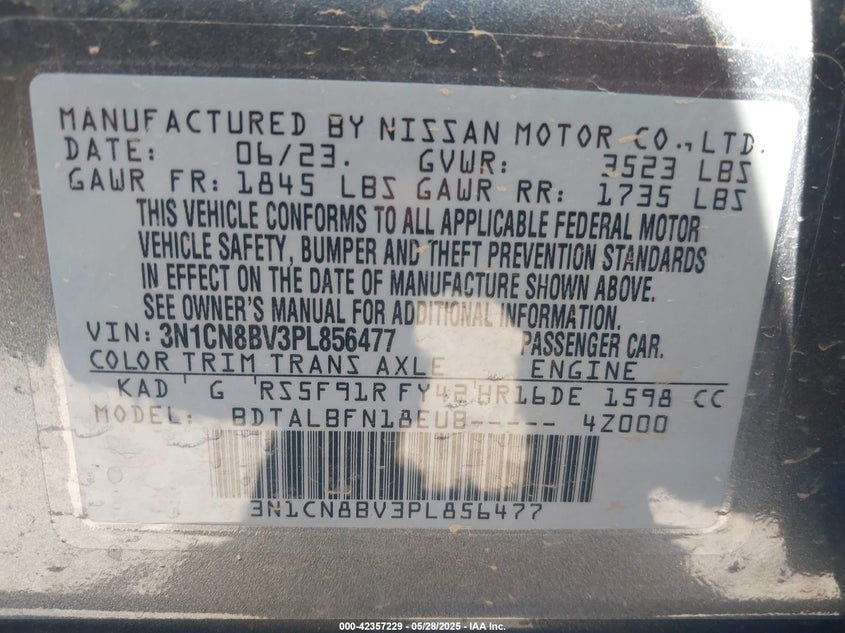 MANUFACTURED BY NISSAN MOTOR CO., LTD.
DATE: 06/23. GVWR: 3523 LBS
GAWR FR: 1845 LBS GAWR RR: 1735 LBS
THIS VEHICLE CONFORMS TO ALL APPLICABLE FEDERAL MOTOR
VEHICLE SAFETY, BUMPER AND THEFT PREVENTION STANDARDS
IN EFFECT ON THE DATE OF MANUFACTURE SHOWN ABOVE.
SEE OWNER'S MANUAL FOR ADDITIONAL INFORMATION.
VIN: 3N1CN8BV3PL856477 PASSENGER CAR.
COLOR TRIM TRANS AXLE ENGINE
KAD G RS5F91R FY42 HR16DE 1598 CC
MODEL: BDTALBFN18EUB----- 4Z000
3N1CN8BV3PL856477
000-42357229 — 05/28/2025 — IAA Inc.